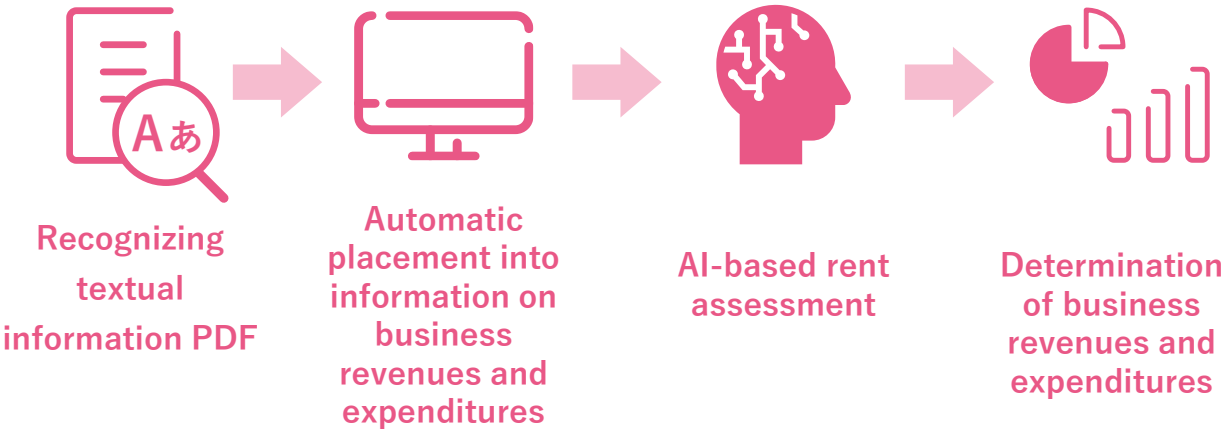 Aあ
Recognizing
textual
information PDF
Automatic
placement into
information on
business
revenues and
expenditures
AI-based rent
assessment
Determination
of business
revenues and
expenditures